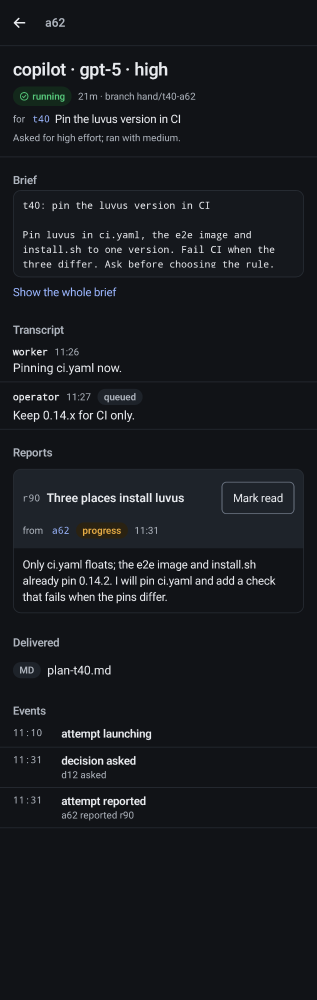 a62
copilot · gpt-5 · high
running 21m · branch hand/t40-a62
for t40 Pin the luvus version in CI
Asked for high effort; ran with medium.
Brief
t40: pin the luvus version in CI
Pin luvus in ci.yaml, the e2e image and
install.sh to one version. Fail CI when the
three differ. Ask before choosing the rule.
Show the whole brief
Transcript
worker 11:26
Pinning ci.yaml now.
operator 11:27 queued
Keep 0.14.x for CI only.
Reports
r90 Three places install luvus Mark read
from a62 progress 11:31
Only ci.yaml floats; the e2e image and install.sh
already pin 0.14.2. I will pin ci.yaml and add a check
that fails when the pins differ.
Delivered
MD plan-t40.md
Events
11:10 attempt launching
11:31 decision asked
d12 asked
11:31 attempt reported
a62 reported r90